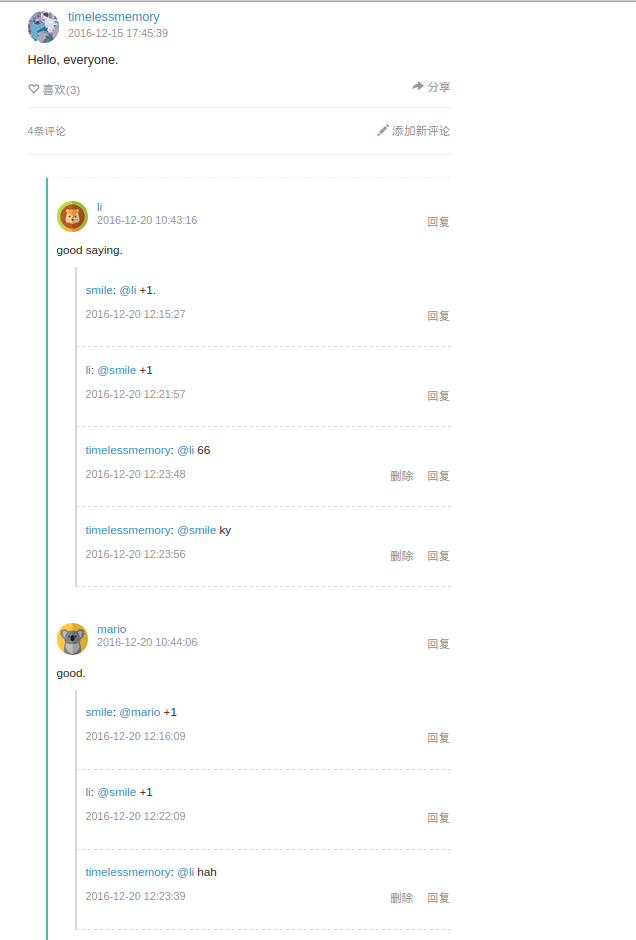 timelessmemory
2016-12-15 17:45:39
Hello, everyone.
喜欢(3) 分享
4条评论 添加新评论
li
2016-12-20 10:43:16 回复
good saying.
smile: @li +1.
2016-12-20 12:15:27 回复
li: @smile +1
2016-12-20 12:21:57 回复
timelessmemory: @li 66
2016-12-20 12:23:48 删除 回复
timelessmemory: @smile ky
2016-12-20 12:23:56 删除 回复
mario
2016-12-20 10:44:06 回复
good.
smile: @mario +1
2016-12-20 12:16:09 回复
li: @smile +1
2016-12-20 12:22:09 回复
timelessmemory: @li hah
2016-12-20 12:23:39 删除 回复